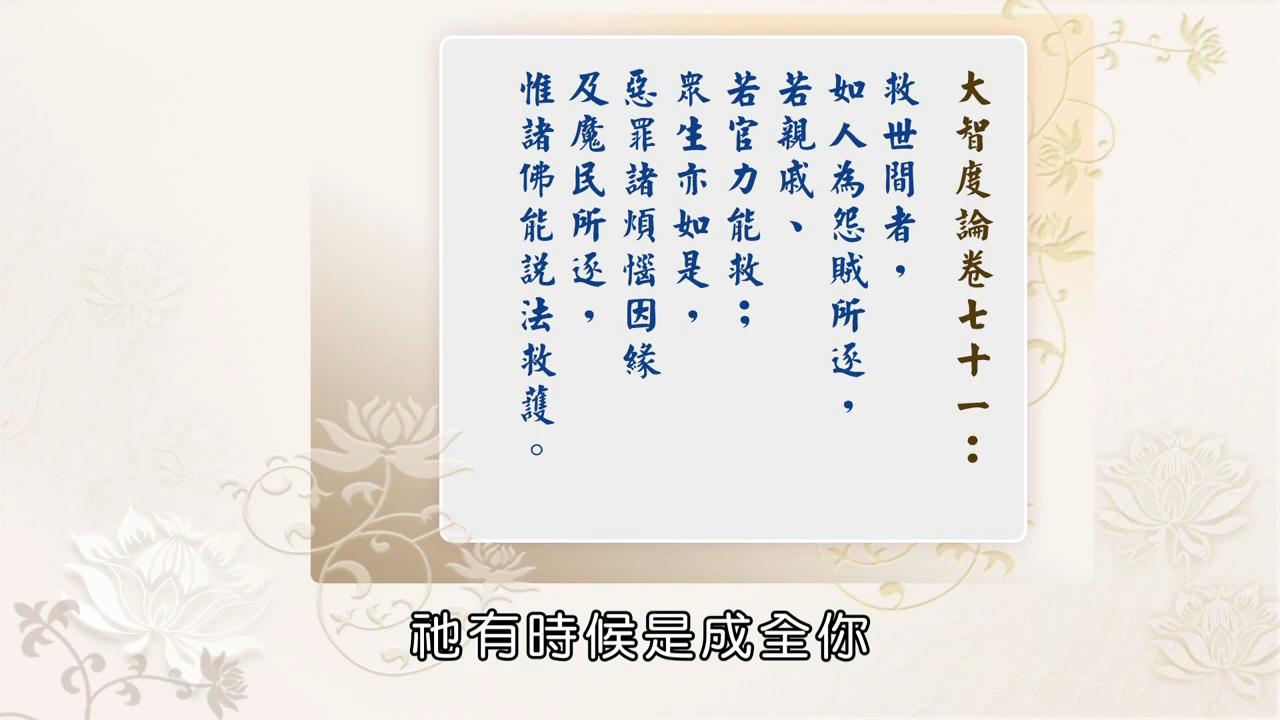 大智度論卷七十一：
救世間者，
如人為怨賊所逐，
若親戚、
若官力能救；
眾生亦如是，
惡罪諸煩惱因緣
及魔民所逐，
惟諸佛能説法救護。
祂有時候是成全你